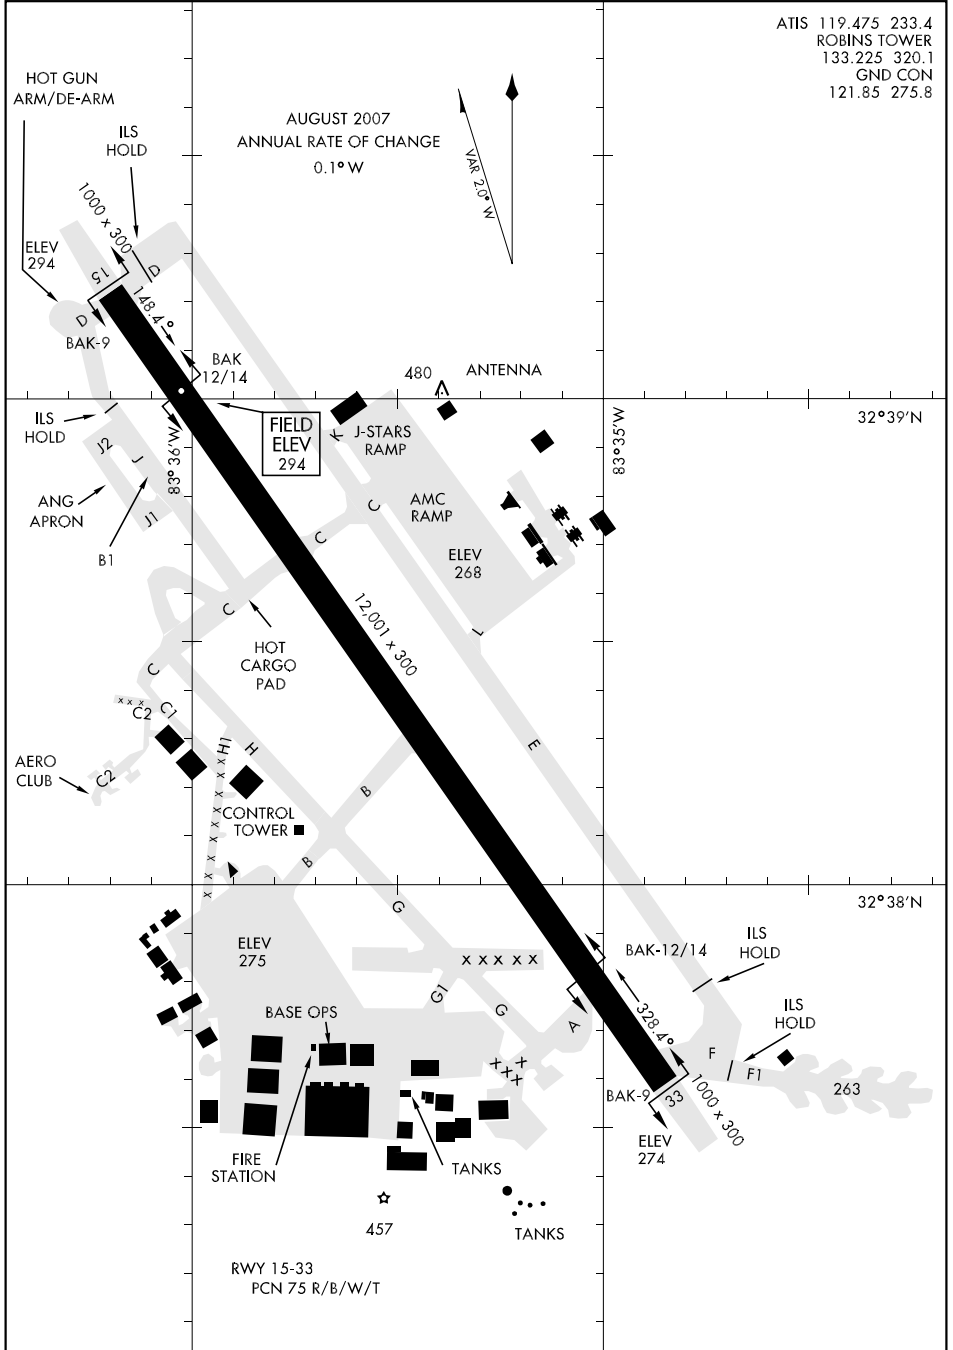 ATIS 119.475 233.4
ROBINS TOWER
133.225 320.1
GND CON
121.85 275.8
HOT GUN
ARM/DE-ARM
ILS
HOLD
AUGUST 2007
ANNUAL RATE OF CHANGE
0.1° W
VAR 2.0° W
1000 x 300
ELEV
294
15
D
D
148.4°
BAK-9
BAK
12/14
480
ANTENNA
ILS
HOLD
FIELD
ELEV
294
K
J-STARS
RAMP
83° 36'W
83° 35'W
32° 39'N
J2
J
J1
ANG
APRON
B1
AMC
RAMP
C
C
ELEV
268
C
12,001 x 300
L
HOT
CARGO
PAD
C
x x x
C2
C1
H1
H
E
AERO
CLUB
C2
B
CONTROL
TOWER
B
x x x x x x x x x x x x
G
32° 38'N
ELEV
275
x x x x x
BAK-12/14
ILS
HOLD
G1
G
A
328.4°
ILS
HOLD
BASE OPS
x x
x x
F
F1
263
BAK-9
33
1000 x 300
ELEV
274
FIRE
STATION
TANKS
457
TANKS
RWY 15-33
PCN 75 R/B/W/T